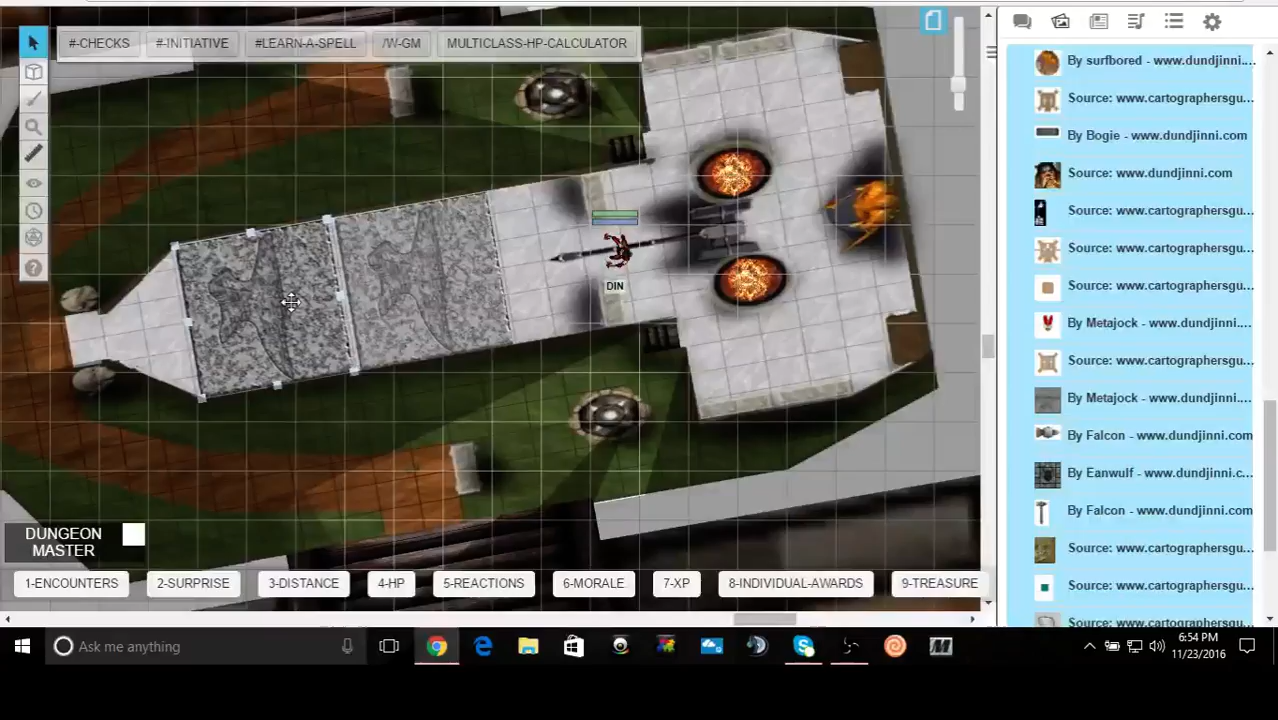 #-CHECKS
#-INITIATIVE
#LEARN-A-SPELL
/W-GM
MULTICLASS-HP-CALCULATOR
DIN
DUNGEON
MASTER
1-ENCOUNTERS
2-SURPRISE
3-DISTANCE
4-HP
5-REACTIONS
6-MORALE
7-XP
8-INDIVIDUAL-AWARDS
9-TREASURE
By surfbored - www.dundjinni....
Source: www.cartographersgu...
By Bogie - www.dundjinni.com
Source: www.dundjinni.com
Source: www.cartographersgu...
Source: www.cartographersgu...
Source: www.cartographersgu...
By Metajock - www.dundjinni....
Source: www.cartographersgu...
By Metajock - www.dundjinni....
By Falcon - www.dundjinni.com
By Eanwulf - www.dundjinni.c...
By Falcon - www.dundjinni.com
Source: www.cartographersgu...
Source: www.cartographersgu...
Source: www.cartographersgu...
Ask me anything
6:54 PM
11/23/2016